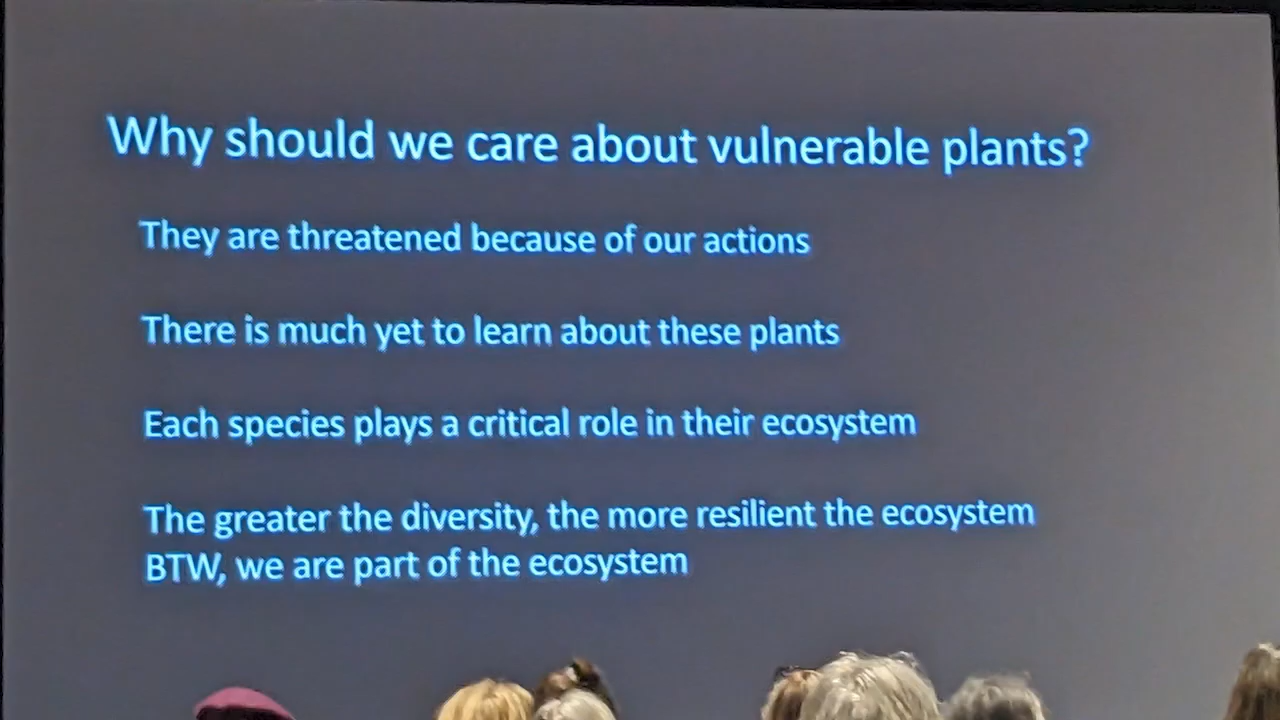 Why should we care about vulnerable plants?
They are threatened because of our actions
There is much yet to learn about these plants
Each species plays a critical role in their ecosystem
The greater the diversity, the more resilient the ecosystem
BTW, we are part of the ecosystem